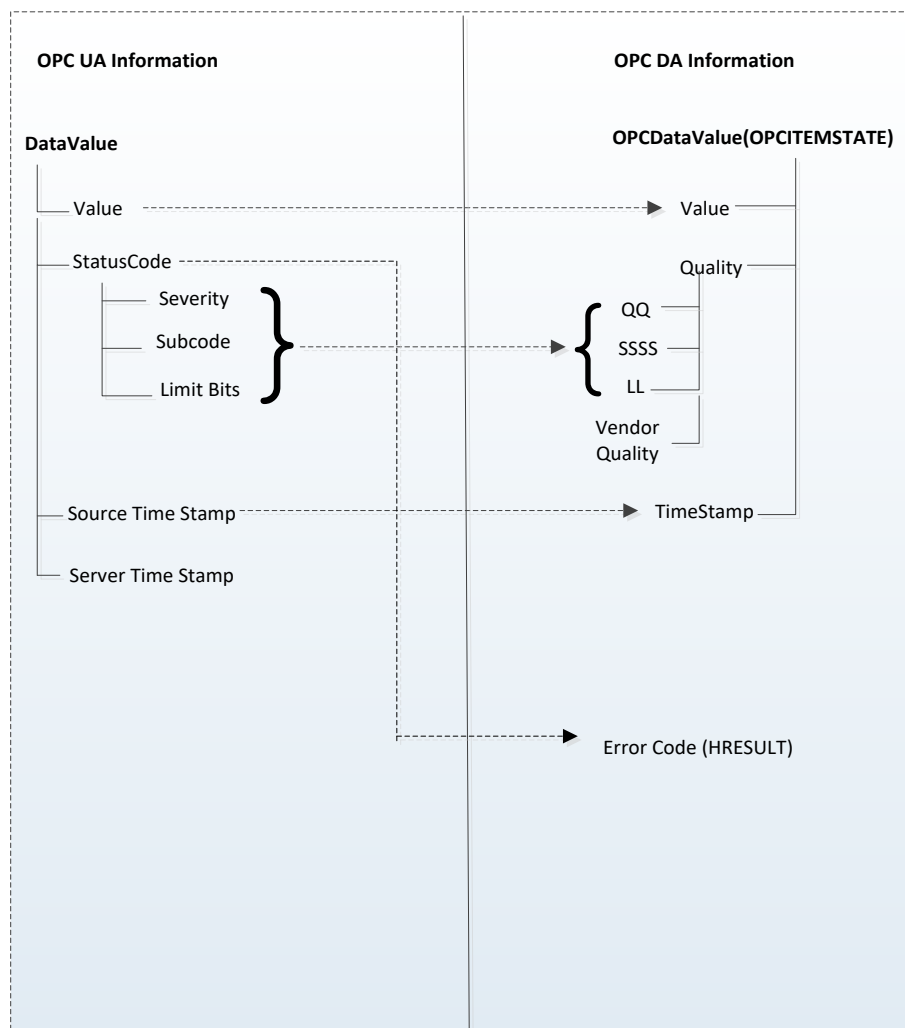 OPC UA Information
OPC DA Information
DataValue
OPCDataValue(OPCITEMSTATE)
Value
Value
StatusCode
Quality
Severity
QQ
Subcode
SSSS
Limit Bits
LL
Vendor
Quality
Source Time Stamp
TimeStamp
Server Time Stamp
Error Code (HRESULT)